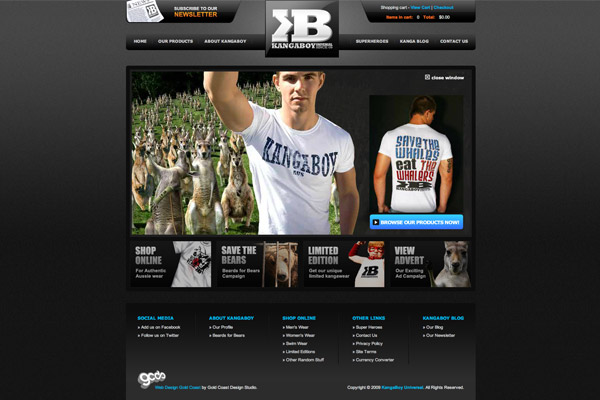 SUBSCRIBE TO OUR
NEWSLETTER
KB
KANGABOY UNIVERSAL
Shopping cart - View Cart | Checkout
Items in cart: 0 Total: $0.00
HOME
OUR PRODUCTS
ABOUT KANGABOY
SUPERHEROES
KANGA BLOG
CONTACT US
close window
KANGABOY
SAVE THE
WHALES
eat THE
WHALERS
KB
BROWSE OUR PRODUCTS NOW!
SHOP
ONLINE
For Authentic
Aussie wear
SAVE THE
BEARS
Beards for Bears
Campaign
LIMITED
EDITION
Get our unique
limited kangawear
KB
VIEW
ADVERT
Our Exciting
Ad Campaign
SOCIAL MEDIA
» Add us on Facebook
» Follow us on Twitter
ABOUT KANGABOY
» Our Profile
» Beards for Bears
SHOP ONLINE
» Men's Wear
» Women's Wear
» Swim Wear
» Limited Editions
» Other Random Stuff
OTHER LINKS
» Super Heroes
» Contact Us
» Privacy Policy
» Site Terms
» Currency Converter
KANGABOY BLOG
» Our Blog
» Our Newsletter
gcds
Web Design Gold Coast by Gold Coast Design Studio.
Copyright © 2009 KangaBoy Universal. All Rights Reserved.